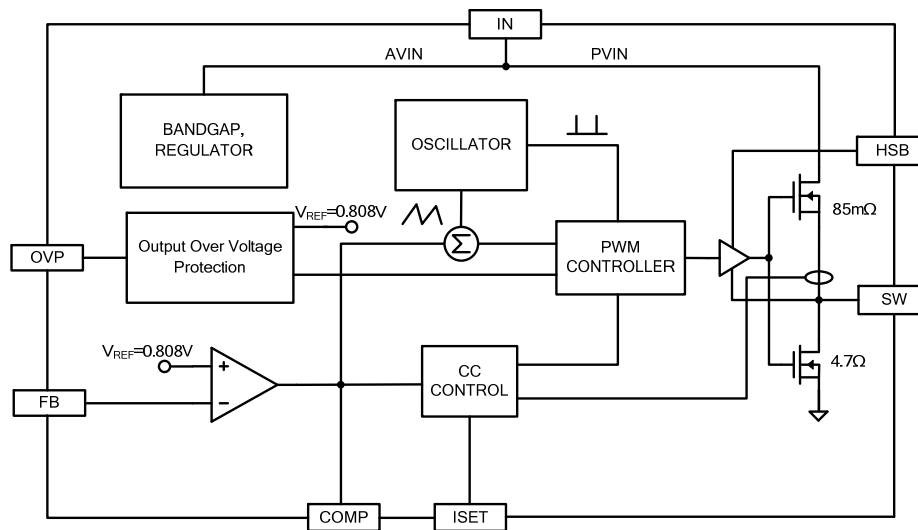 IN
AVIN
PVIN
BANDGAP,
REGULATOR
OSCILLATOR
HSB
85mΩ
VREF=0.808V
OVP
Output Over Voltage
Protection
Σ
PWM
CONTROLLER
SW
VREF=0.808V
+
−
CC
CONTROL
4.7Ω
FB
COMP
ISET